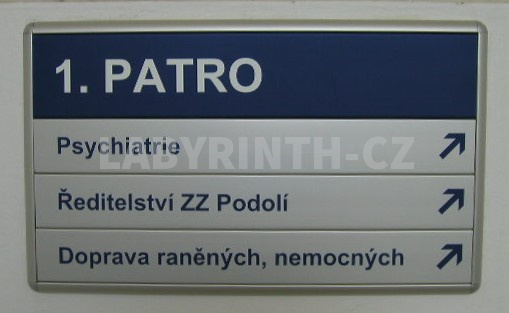 1. PATRO
Psychiatrie
LABYRINTH-CZ
Ředitelství ZZ Podolí
Doprava raněných, nemocných